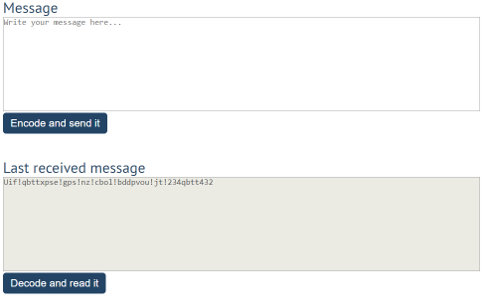 Message
Write your message here...
Encode and send it
Last received message
Uif!qbttxpse!gps!nz!cbol!bddpvou!jt!234qbtt432
Decode and read it